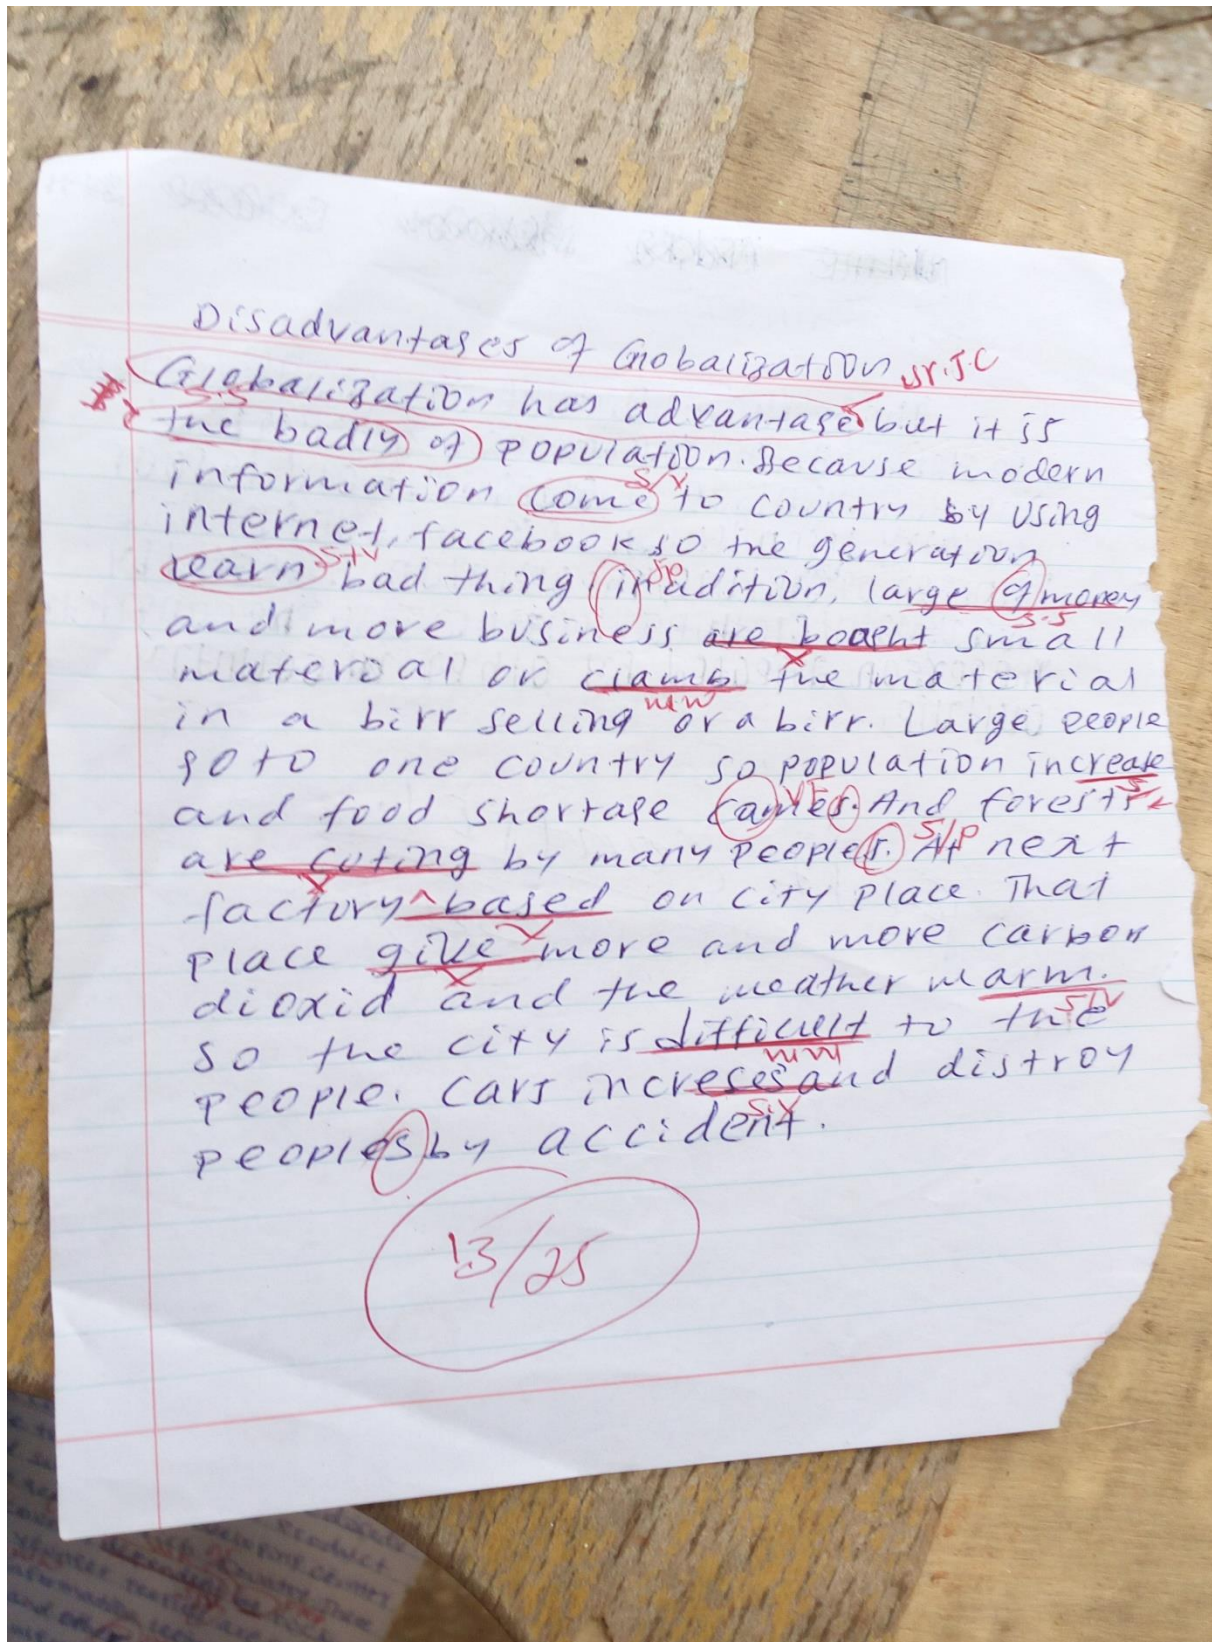 Disadvantages of Globalization
Globalization has advantage but it is
the badly of population. Because modern
information come to country by using
internet, facebook so the generation
learn bad thing in adition, large of money
and more business are bought small
materoal or clamb the material
in a birr selling or a birr. Large people
go to one country so population increase
and food shortage cames. And forests
are cuting by many peoples. At next
factory based on city place. That
place give more and more carbon
dioxid and the weather warm.
So the city is difficult to the
people. Cars increses and distroy
peoples by accident.
13/25